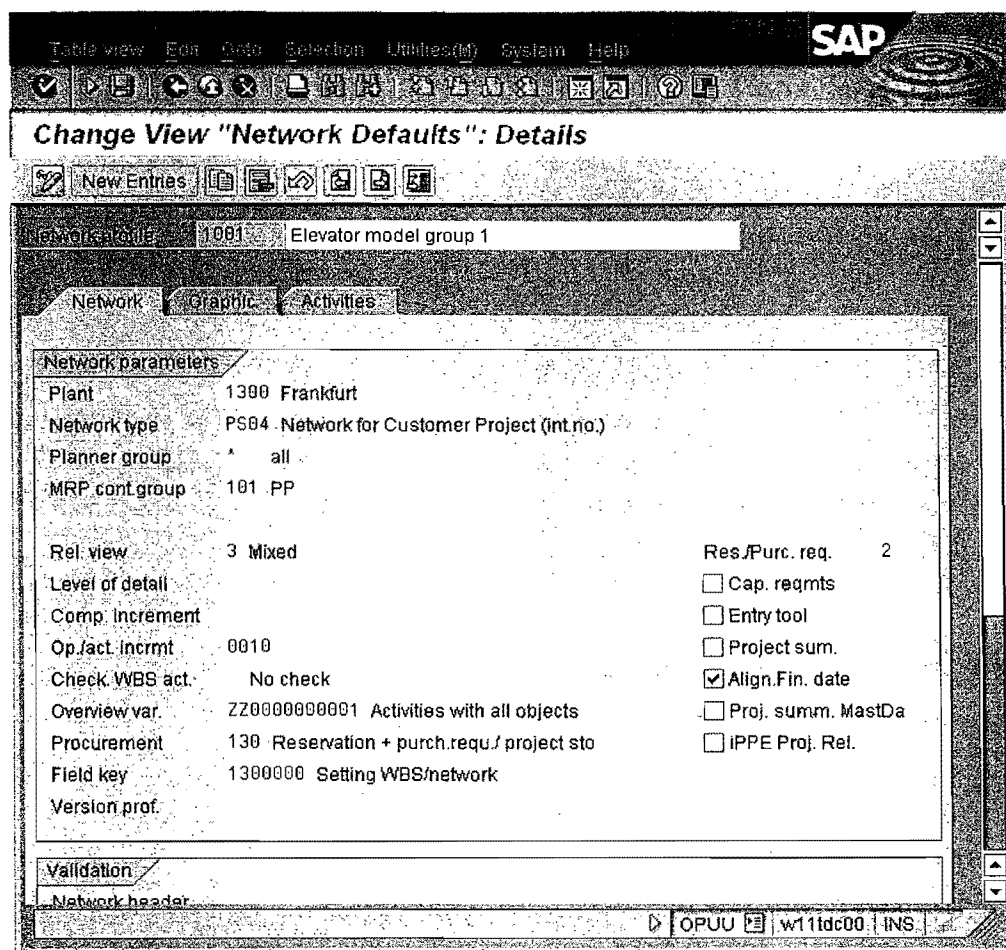 SAP
Table view Edit Goto Selection Utilities(M) System Help
Change View "Network Defaults": Details
New Entries
Network profile 1001 Elevator model group 1
Network Graphic Activities
Network parameters
Plant 1300 Frankfurt
Network type PS04 Network for Customer Project (int.no.)
Planner group * all
MRP cont.group 101 PP
Rel. view 3 Mixed Res./Purc. req. 2
Level of detail Cap. reqmts
Comp. Increment Entry tool
Op./act. Incrmt 0010 Project sum.
Check. WBS act. No check Align.Fin. date
Overview var. ZZ0000000001 Activities with all objects Proj. summ. MastDa
Procurement 130 Reservation + purch.requ./ project sto iPPE Proj. Rel.
Field key 1300000 Setting WBS/network
Version prof.
Validation
Network header
OPUU w11tdc00 INS